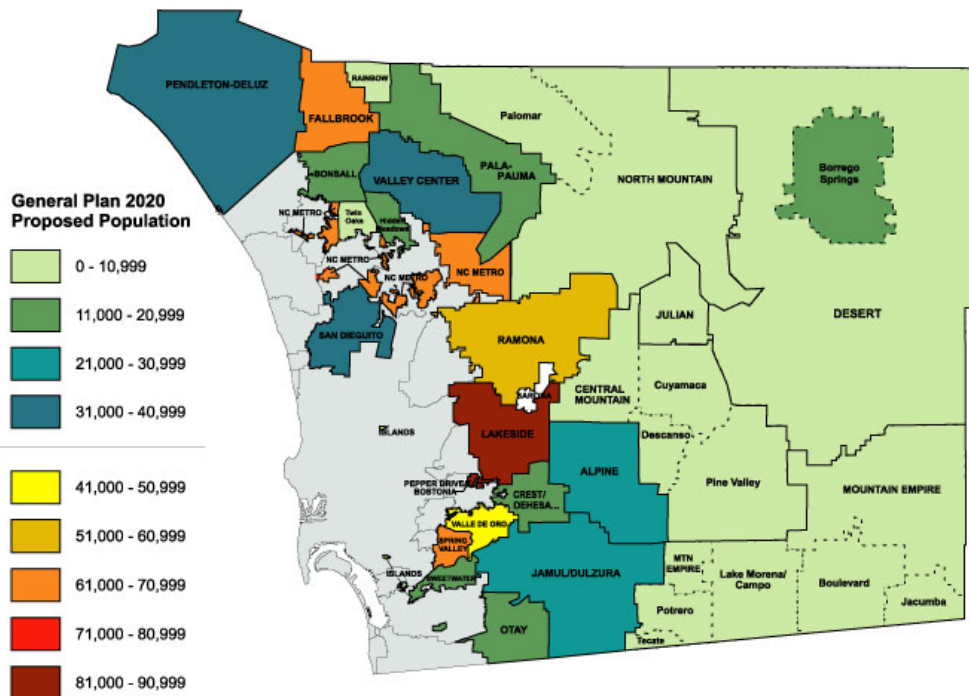 General Plan 2020
Proposed Population
0 - 10,999
11,000 - 20,999
21,000 - 30,999
31,000 - 40,999
41,000 - 50,999
51,000 - 60,999
61,000 - 70,999
71,000 - 80,999
81,000 - 90,999
PENDLETON-DELUZ
FALLBROOK
RAINBOW
Palomar
PALA-
PAUMA
NORTH MOUNTAIN
Borrego
Springs
BONSALL
VALLEY CENTER
NC METRO
Twin
Oaks
Hidden
Meadows
NC METRO
NC METRO
NC METRO
SAN DIEGUITO
RAMONA
JULIAN
DESERT
CENTRAL
MOUNTAIN
Cuyamaca
Descanso
Pine Valley
LAKESIDE
ISLANDS
ALPINE
PEPPER DRIVE/
BOSTONIA
CREST/
DEHESA...
MOUNTAIN EMPIRE
VALLE DE ORO
SPRING
VALLEY
SWEETWATER
ISLANDS
JAMUL/DULZURA
MTN
EMPIRE
Lake Morena/
Campo
Boulevard
Jacumba
Potrero
Tecate
OTAY